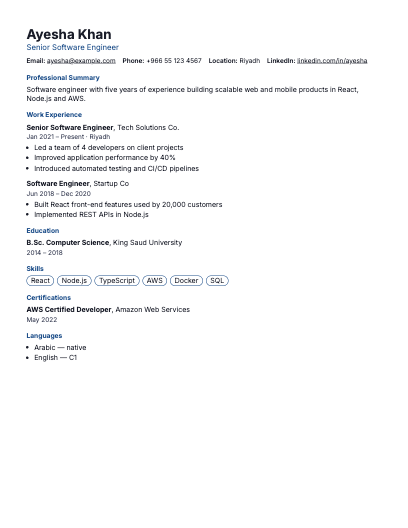 Ayesha Khan
Senior Software Engineer
Email: ayesha@example.com Phone: +966 55 123 4567 Location: Riyadh LinkedIn: linkedin.com/in/ayesha
Professional Summary
Software engineer with five years of experience building scalable web and mobile products in React,
Node.js and AWS.
Work Experience
Senior Software Engineer, Tech Solutions Co.
Jan 2021 – Present · Riyadh
• Led a team of 4 developers on client projects
• Improved application performance by 40%
• Introduced automated testing and CI/CD pipelines
Software Engineer, Startup Co
Jun 2018 – Dec 2020
• Built React front-end features used by 20,000 customers
• Implemented REST APIs in Node.js
Education
B.Sc. Computer Science, King Saud University
2014 – 2018
Skills
React Node.js TypeScript AWS Docker SQL
Certifications
AWS Certified Developer, Amazon Web Services
May 2022
Languages
• Arabic — native
• English — C1